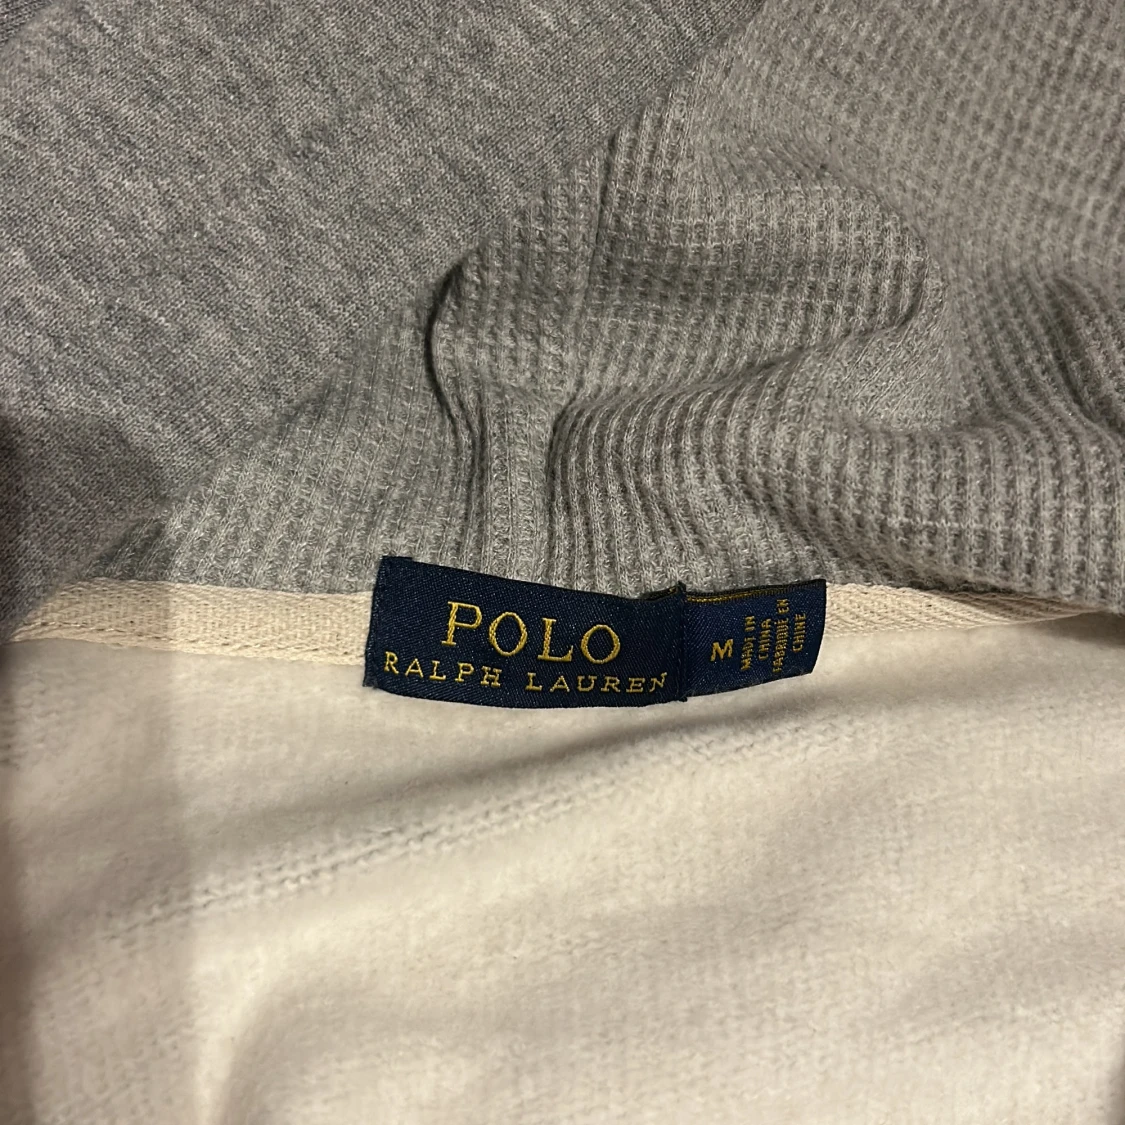 POLO
RALPH LAUREN
M
MADE IN
CHINA
FABRIQUÉ EN
CHINE